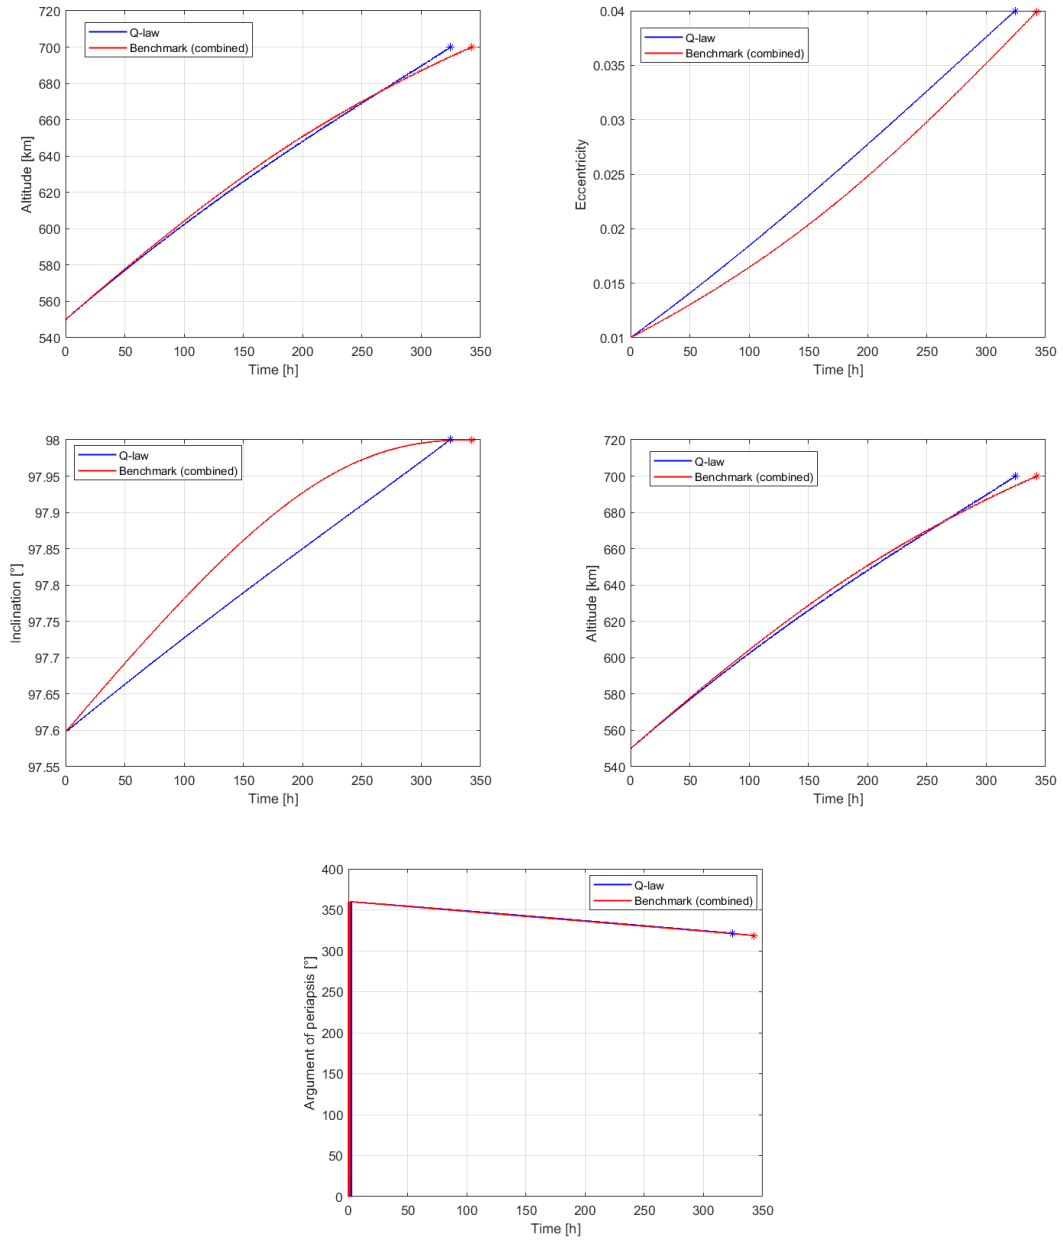 720
700
680
660
640
620
600
580
560
540
Altitude [km]
0 50 100 150 200 250 300 350
Time [h]
Q-law
Benchmark (combined)
0.04
0.035
0.03
0.025
0.02
0.015
0.01
Eccentricity
0 50 100 150 200 250 300 350
Time [h]
Q-law
Benchmark (combined)
98
97.95
97.9
97.85
97.8
97.75
97.7
97.65
97.6
97.55
Inclination [°]
0 50 100 150 200 250 300 350
Time [h]
Q-law
Benchmark (combined)
720
700
680
660
640
620
600
580
560
540
Altitude [km]
0 50 100 150 200 250 300 350
Time [h]
Q-law
Benchmark (combined)
400
350
300
250
200
150
100
50
0
Argument of periapsis [°]
0 50 100 150 200 250 300 350
Time [h]
Q-law
Benchmark (combined)